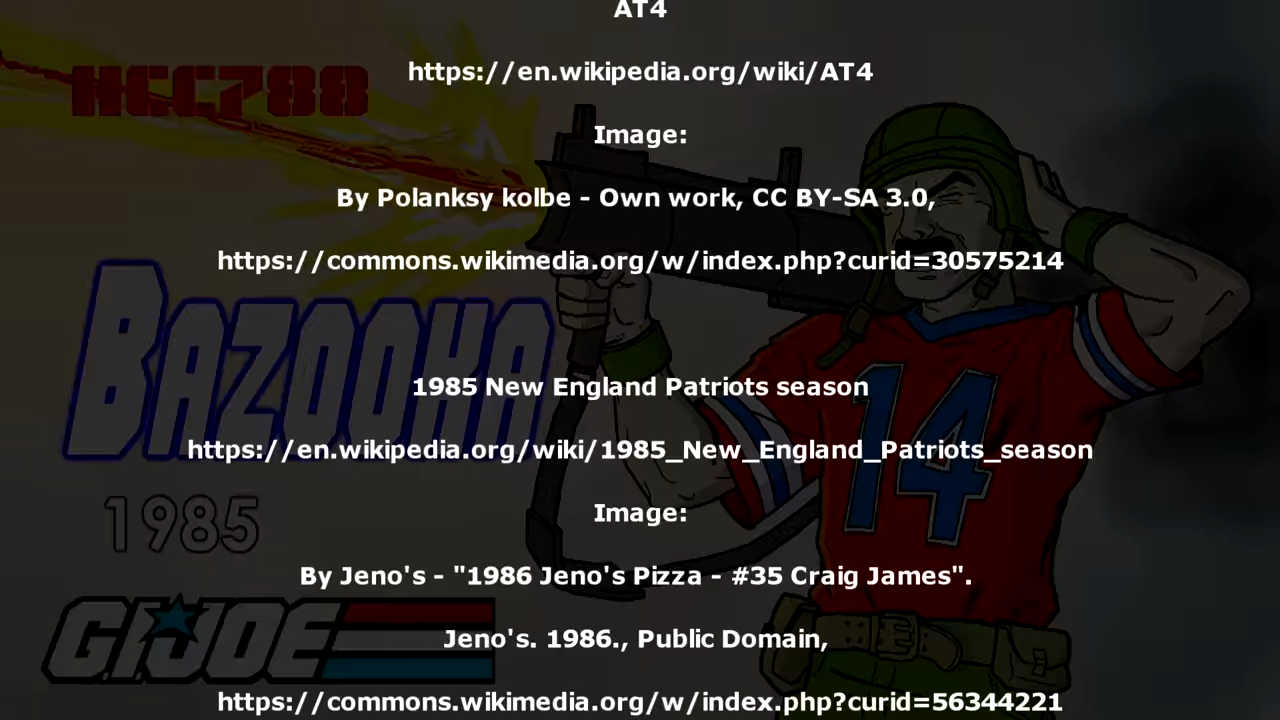 AT4
https://en.wikipedia.org/wiki/AT4
HCC788
Image:
By Polanksy kolbe - Own work, CC BY-SA 3.0,
https://commons.wikimedia.org/w/index.php?curid=30575214
BAZOOKA
1985 New England Patriots season
14
https://en.wikipedia.org/wiki/1985_New_England_Patriots_season
1985
Image:
By Jeno's - "1986 Jeno's Pizza - #35 Craig James".
G.I.JOE
Jeno's. 1986., Public Domain,
https://commons.wikimedia.org/w/index.php?curid=56344221